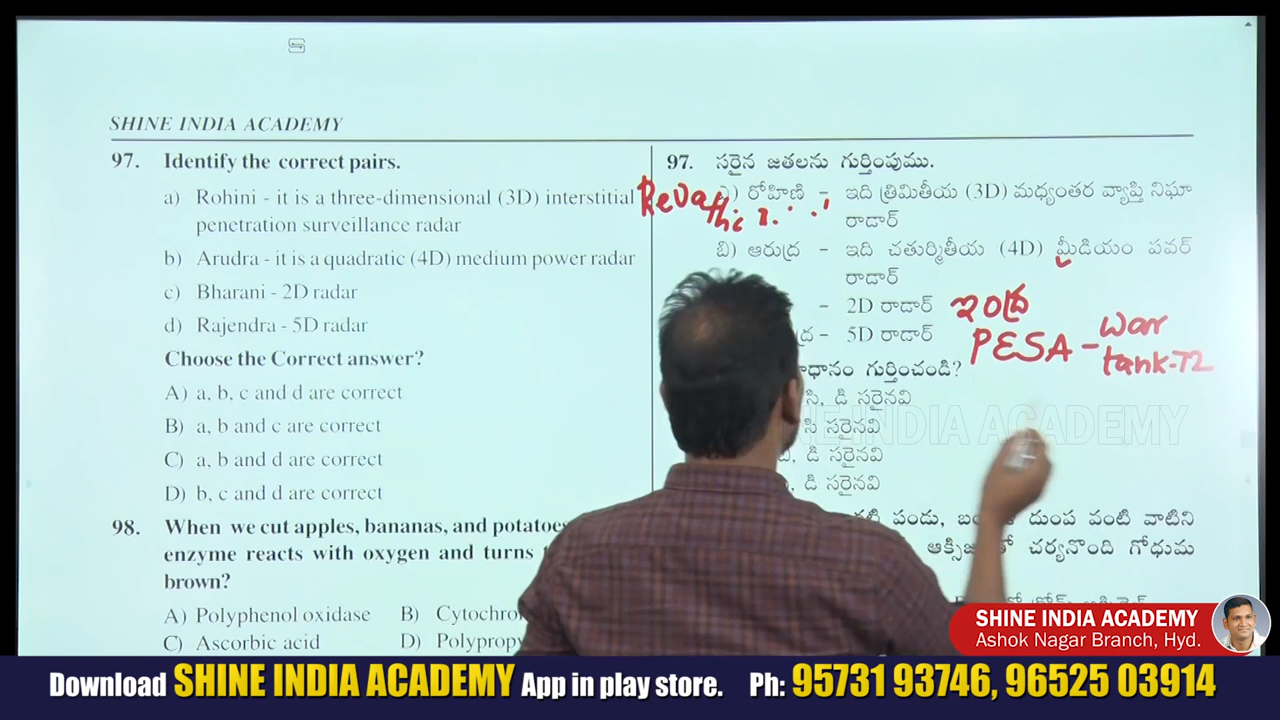 SHINE INDIA ACADEMY
97. Identify the correct pairs.
a) Rohini - it is a three-dimensional (3D) interstitial
penetration surveillance radar
b) Arudra - it is a quadratic (4D) medium power radar
c) Bharani - 2D radar
d) Rajendra - 5D radar
Choose the Correct answer?
A) a, b, c and d are correct
B) a, b and c are correct
C) a, b and d are correct
D) b, c and d are correct
98. When we cut apples, bananas, and potatoes
enzyme reacts with oxygen and turns
brown?
A) Polyphenol oxidase B)
C) Ascorbic acid D)
97. సరైన జతలను గుర్తింపుము.
ఎ) రోహిణి - ఇది త్రిమితీయ (3D) మధ్యంతర వ్యాప్తి నిఘా
రాడార్
Revathi
బి) ఆరుద్ర - ఇది చతుర్మితీయ (4D) మీడియం పవర్
రాడార్
- 2D రాడార్
ఇంద్ర
- 5D రాడార్
PESA - war
tank-72
గుర్తించండి?
సి, డి సరైనవి
సి సరైనవి
డి సరైనవి
డి సరైనవి
INDIA ACADEMY
పండు, దుంప వంటి వాటిని
చర్యనొంది గోధుమ
SHINE INDIA ACADEMY
Ashok Nagar Branch, Hyd.
Download SHINE INDIA ACADEMY App in play store. Ph: 95731 93746, 96525 03914